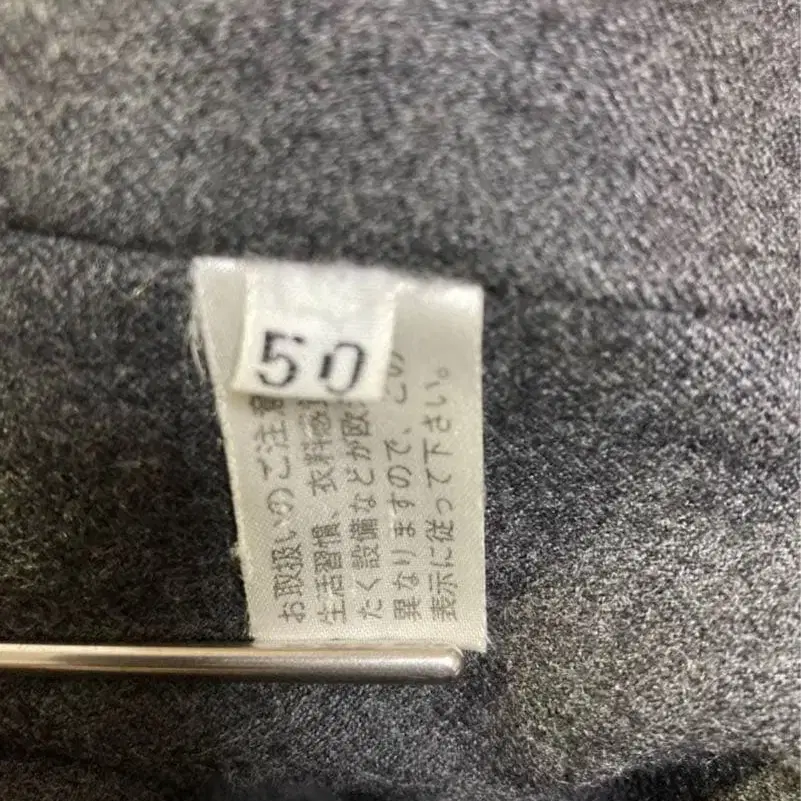 50
お取扱いのご注意
生活習慣、衣料感
たく設備などが欧
異なりますので、この
表示に従って下さい。